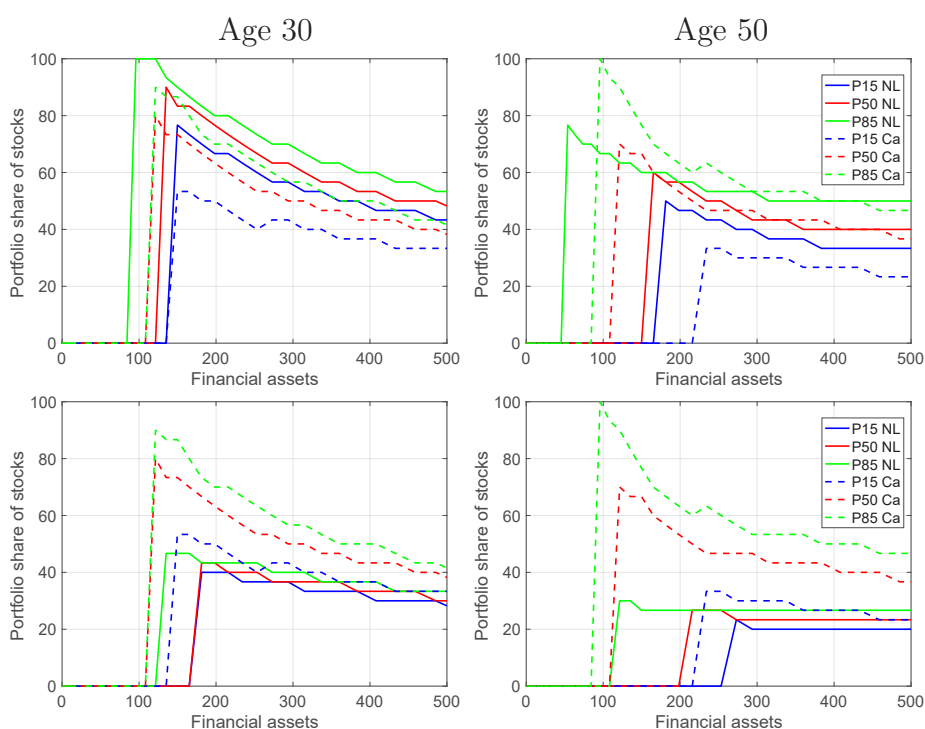 Age 30
Age 50
Portfolio share of stocks
100
80
60
40
20
0
0 100 200 300 400 500
Financial assets
Portfolio share of stocks
100
80
60
40
20
0
0 100 200 300 400 500
Financial assets
P15 NL
P50 NL
P85 NL
P15 Ca
P50 Ca
P85 Ca
Portfolio share of stocks
100
80
60
40
20
0
0 100 200 300 400 500
Financial assets
Portfolio share of stocks
100
80
60
40
20
0
0 100 200 300 400 500
Financial assets
P15 NL
P50 NL
P85 NL
P15 Ca
P50 Ca
P85 Ca